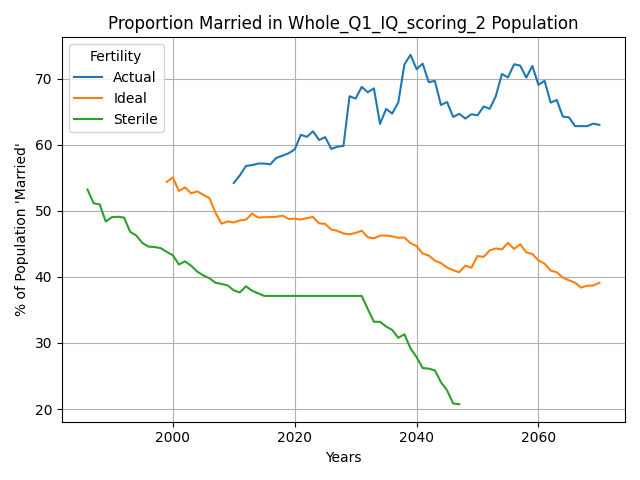 Proportion Married in Whole_Q1_IQ_scoring_2 Population
Fertility
Actual
Ideal
Sterile
% of Population 'Married'
70
60
50
40
30
20
2000
2020
2040
2060
Years